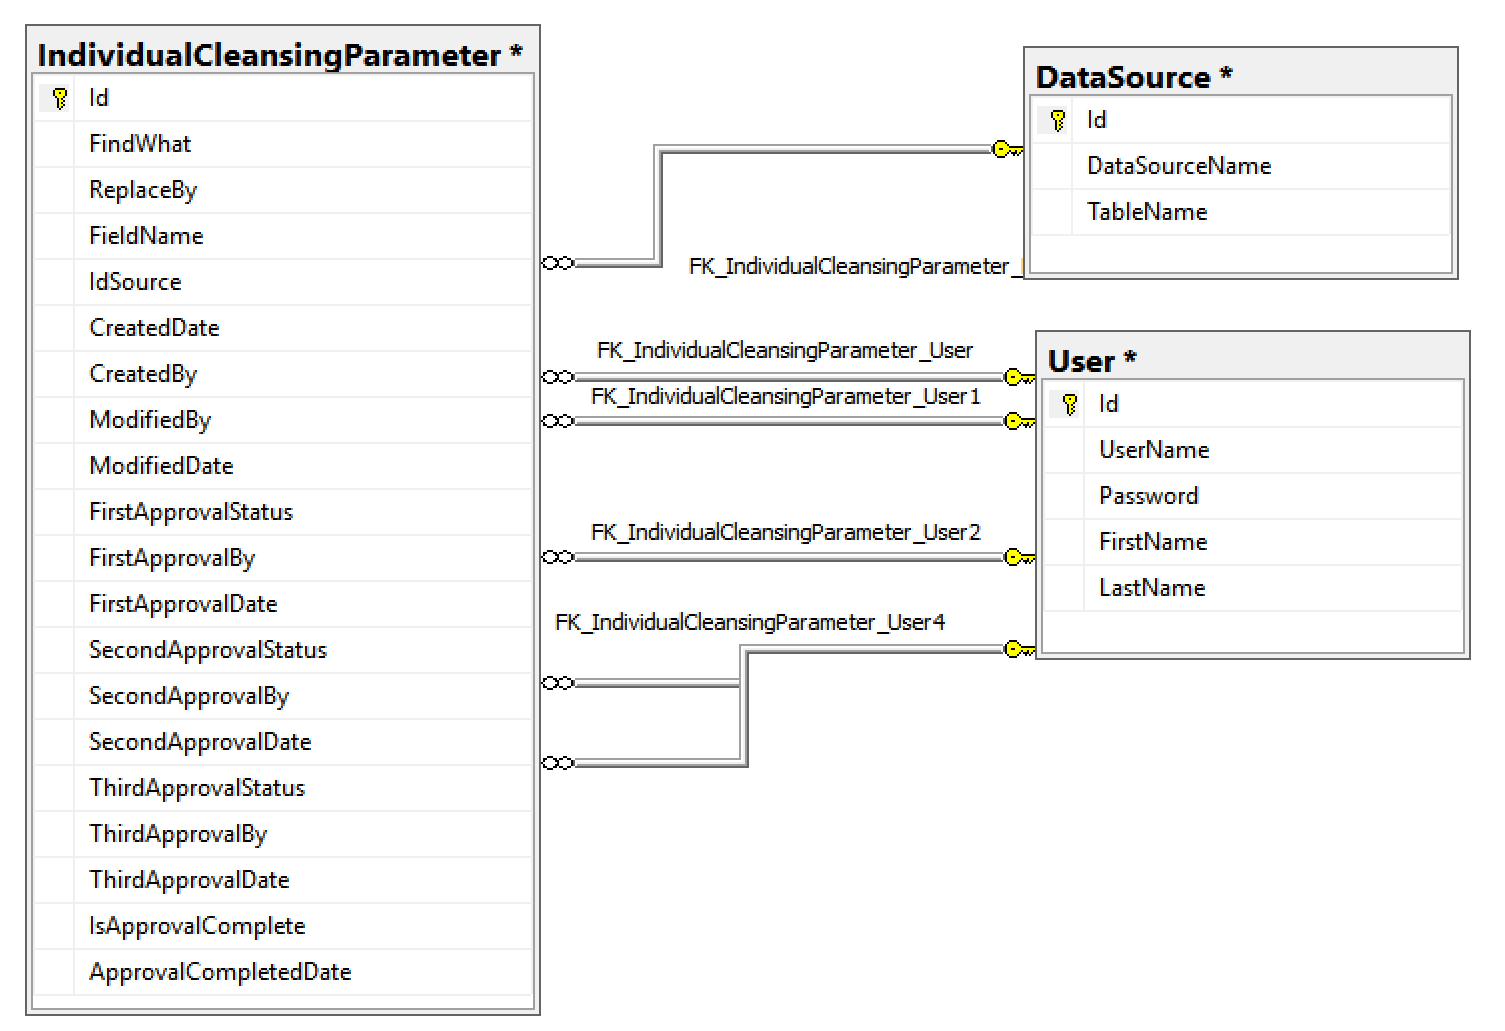 IndividualCleansingParameter *
Id
FindWhat
ReplaceBy
FieldName
IdSource
CreatedDate
CreatedBy
ModifiedBy
ModifiedDate
FirstApprovalStatus
FirstApprovalBy
FirstApprovalDate
SecondApprovalStatus
SecondApprovalBy
SecondApprovalDate
ThirdApprovalStatus
ThirdApprovalBy
ThirdApprovalDate
IsApprovalComplete
ApprovalCompletedDate
FK_IndividualCleansingParameter_
FK_IndividualCleansingParameter_User
FK_IndividualCleansingParameter_User1
FK_IndividualCleansingParameter_User2
FK_IndividualCleansingParameter_User4
DataSource *
Id
DataSourceName
TableName
User *
Id
UserName
Password
FirstName
LastName